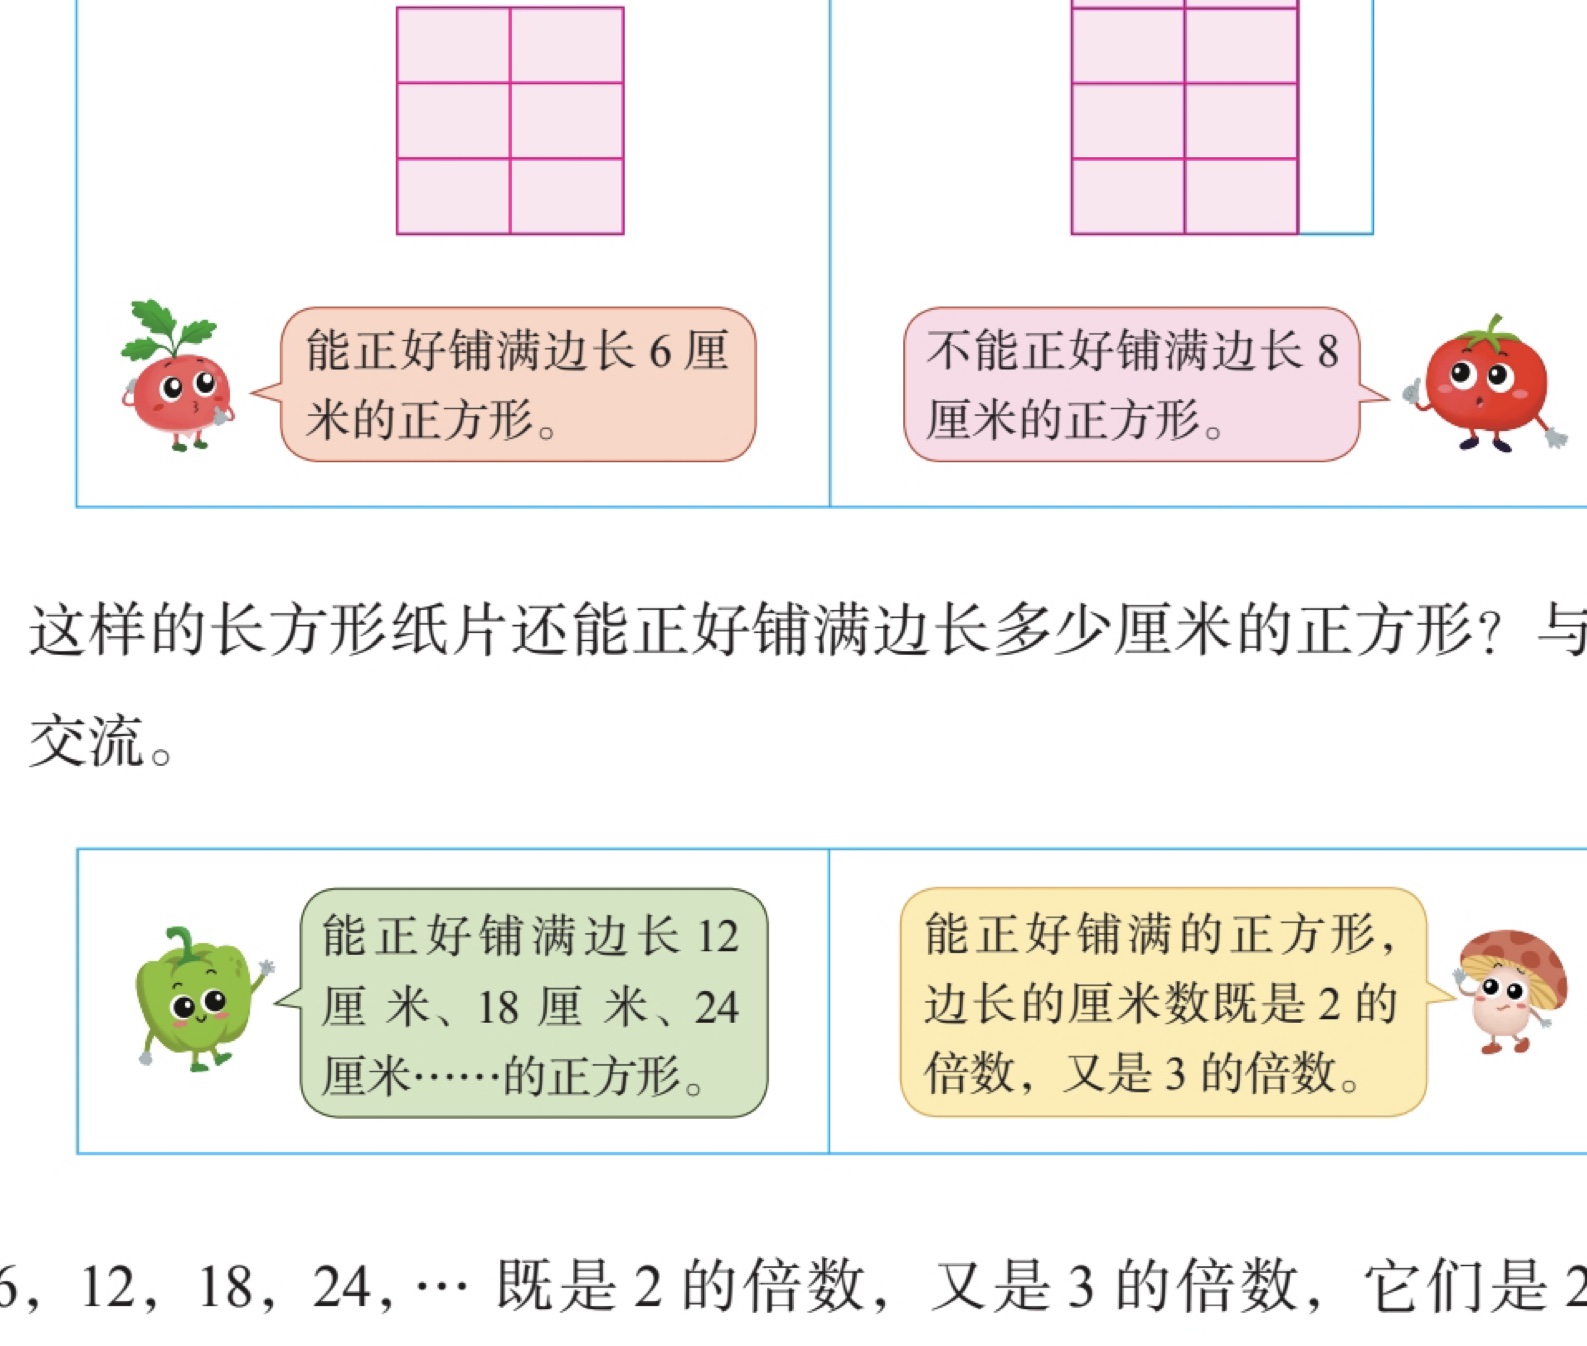 能正好铺满边长 6 厘
米的正方形。
不能正好铺满边长 8
厘米的正方形。
这样的长方形纸片还能正好铺满边长多少厘米的正方形？与
交流。
能正好铺满边长 12
厘米、18 厘米、24
厘米……的正方形。
能正好铺满的正方形，
边长的厘米数既是 2 的
倍数，又是 3 的倍数。
6，12，18，24，… 既是 2 的倍数，又是 3 的倍数，它们是 2